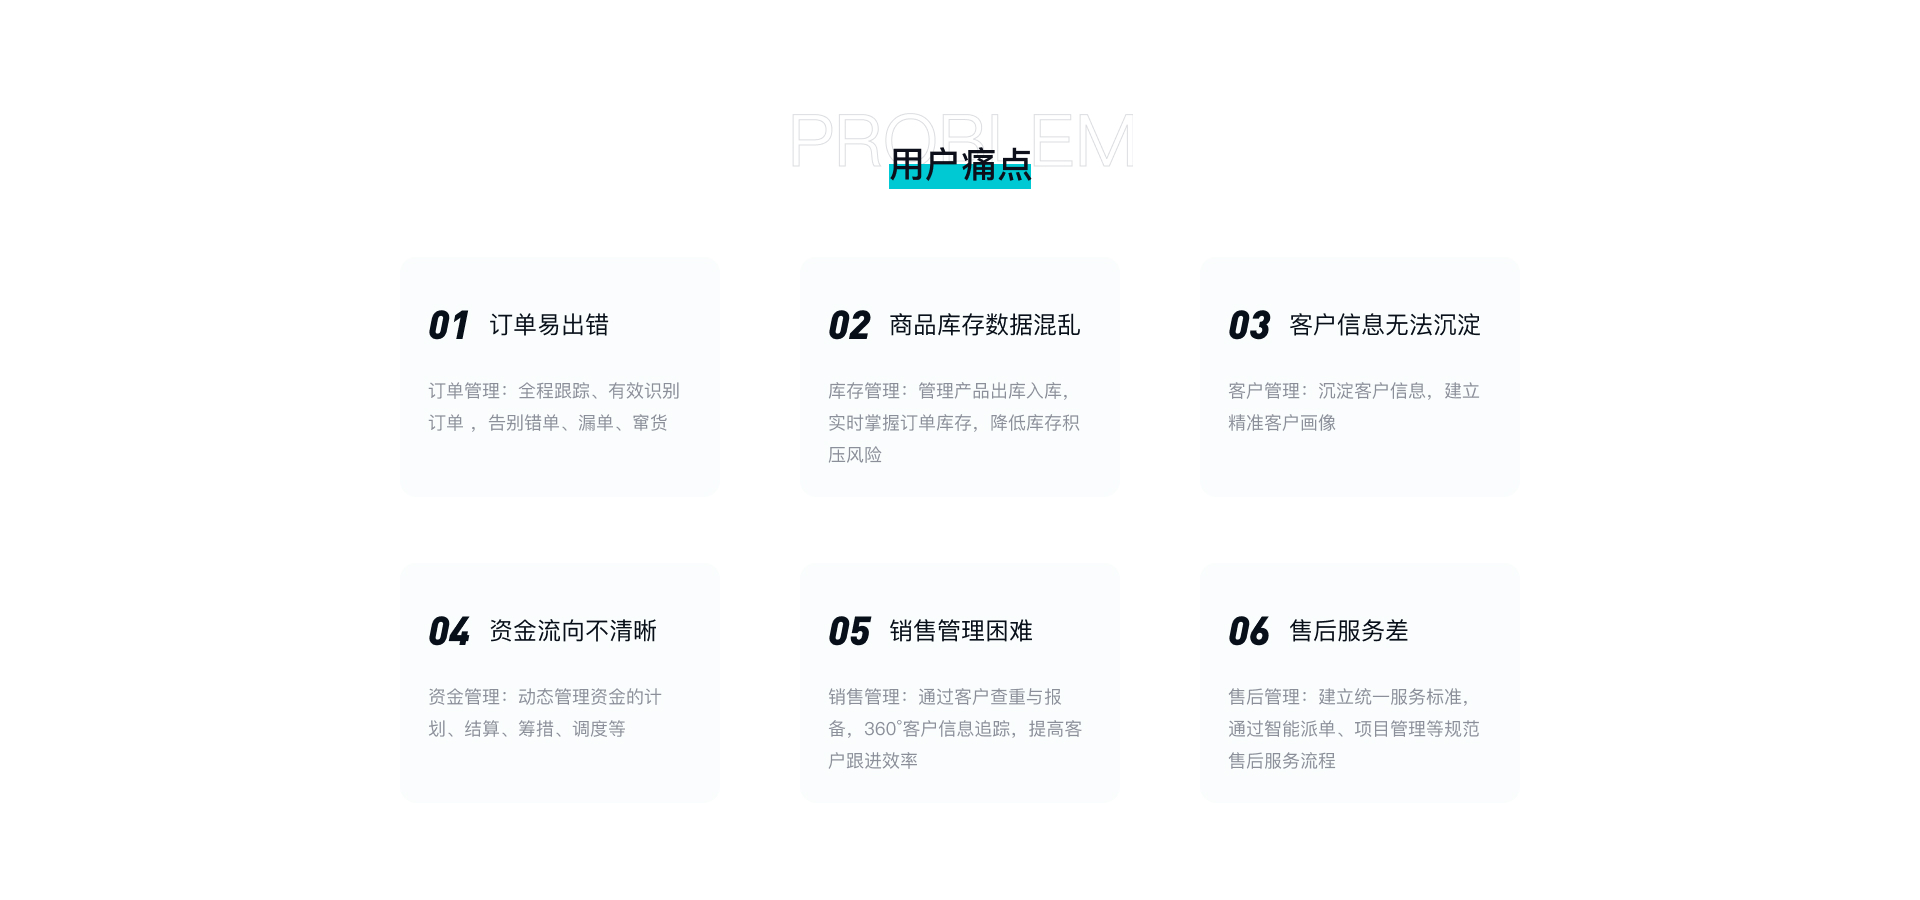 PROBLEM
用户痛点
01 订单易出错
订单管理：全程跟踪、有效识别
订单 ，告别错单、漏单、窜货
02 商品库存数据混乱
库存管理：管理产品出库入库，
实时掌握订单库存，降低库存积
压风险
03 客户信息无法沉淀
客户管理：沉淀客户信息，建立
精准客户画像
04 资金流向不清晰
资金管理：动态管理资金的计
划、结算、筹措、调度等
05 销售管理困难
销售管理：通过客户查重与报
备，360°客户信息追踪，提高客
户跟进效率
06 售后服务差
售后管理：建立统一服务标准，
通过智能派单、项目管理等规范
售后服务流程